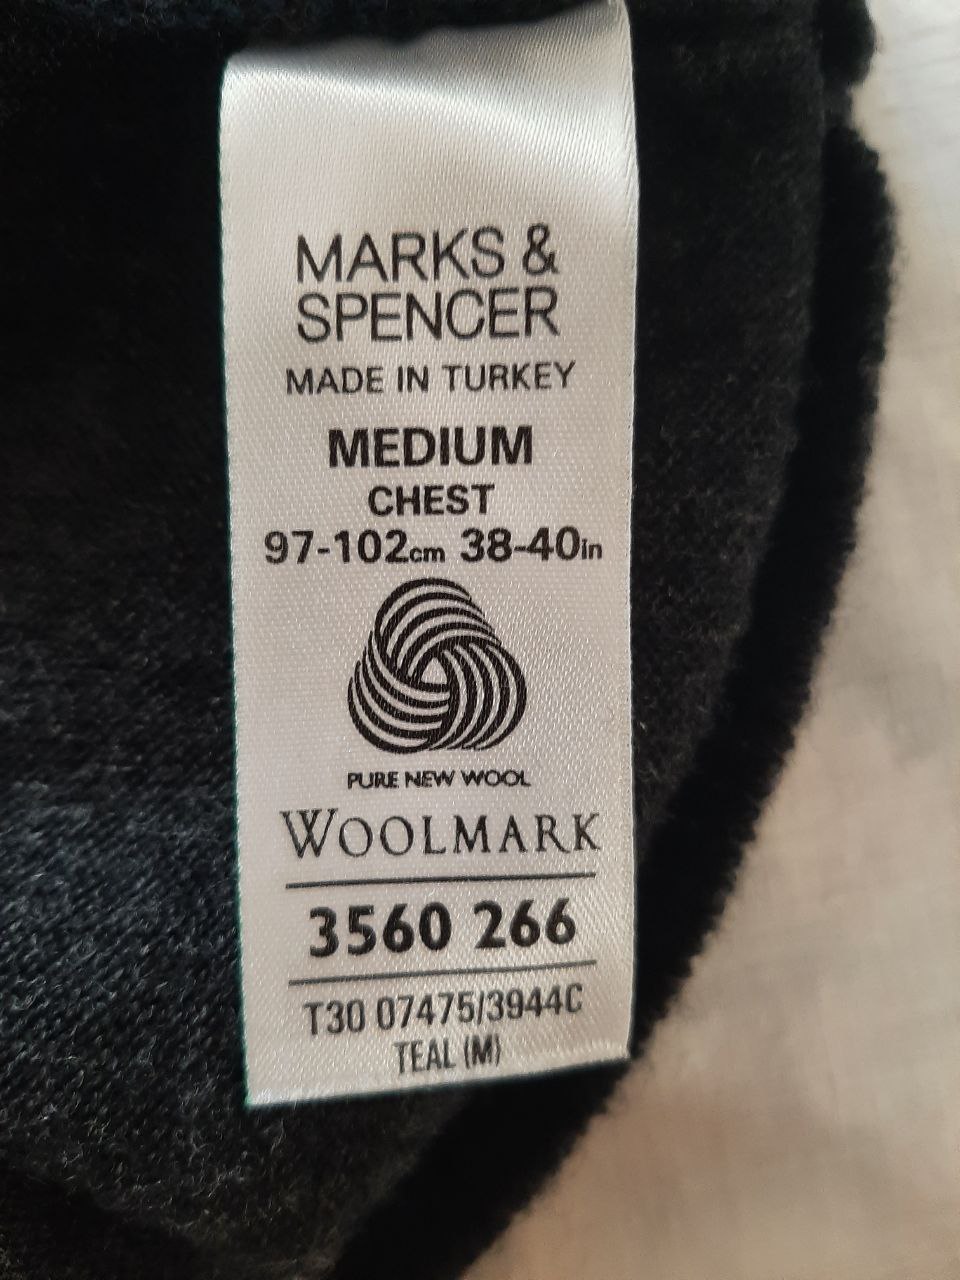 MARKS &
SPENCER
MADE IN TURKEY
MEDIUM
CHEST
97-102cm 38-40in
PURE NEW WOOL
WOOLMARK
3560 266
T30 07475/3944C
TEAL (M)